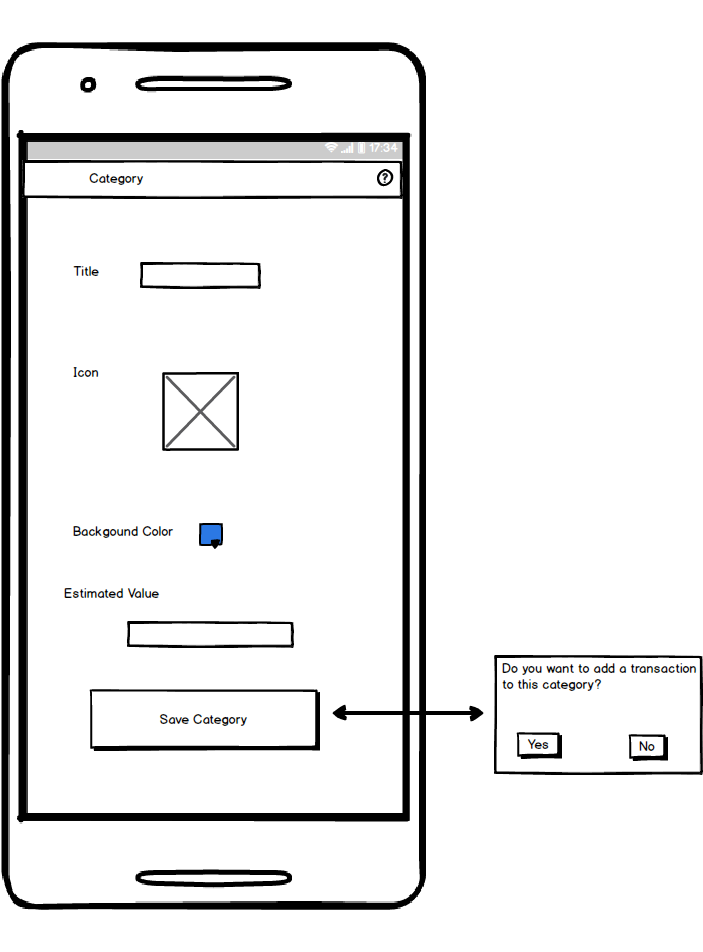 17:34
Category ?
Title
Icon
Backgound Color
Estimated Value
Save Category
Do you want to add a transaction
to this category?
Yes
No